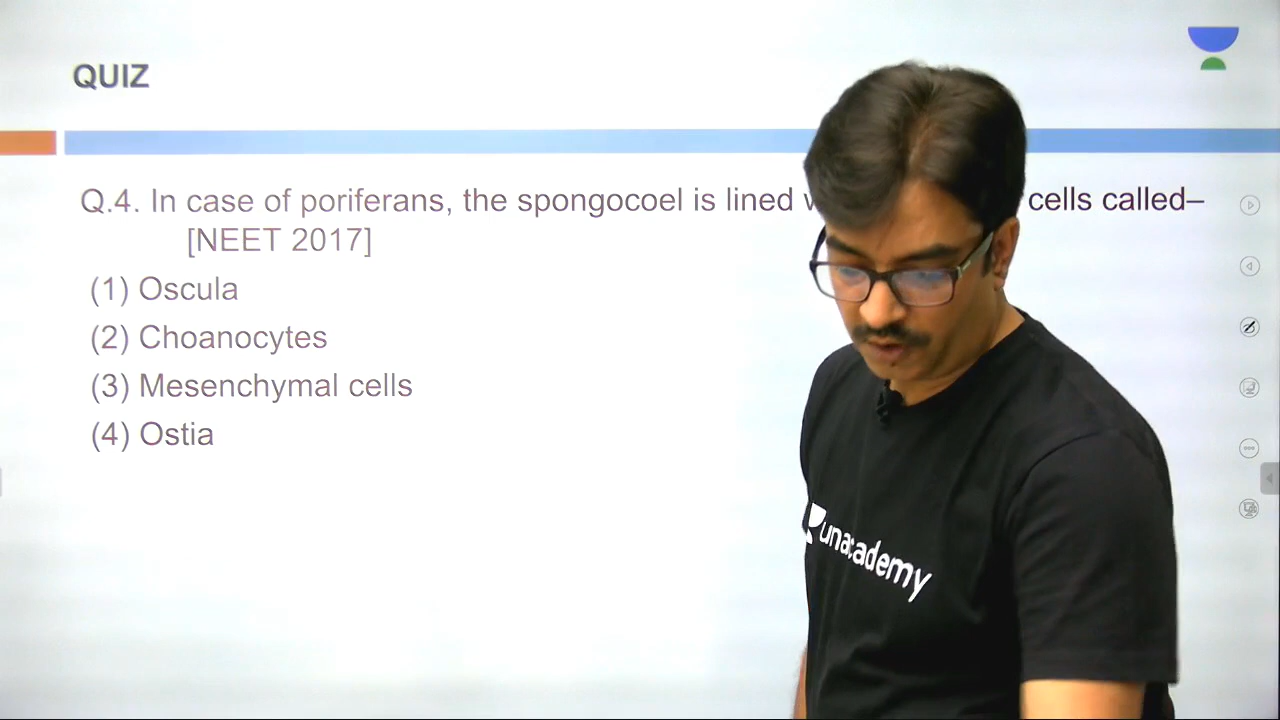 QUIZ
Q.4. In case of poriferans, the spongocoel is lined cells called–
[NEET 2017]
(1) Oscula
(2) Choanocytes
(3) Mesenchymal cells
(4) Ostia
unacademy